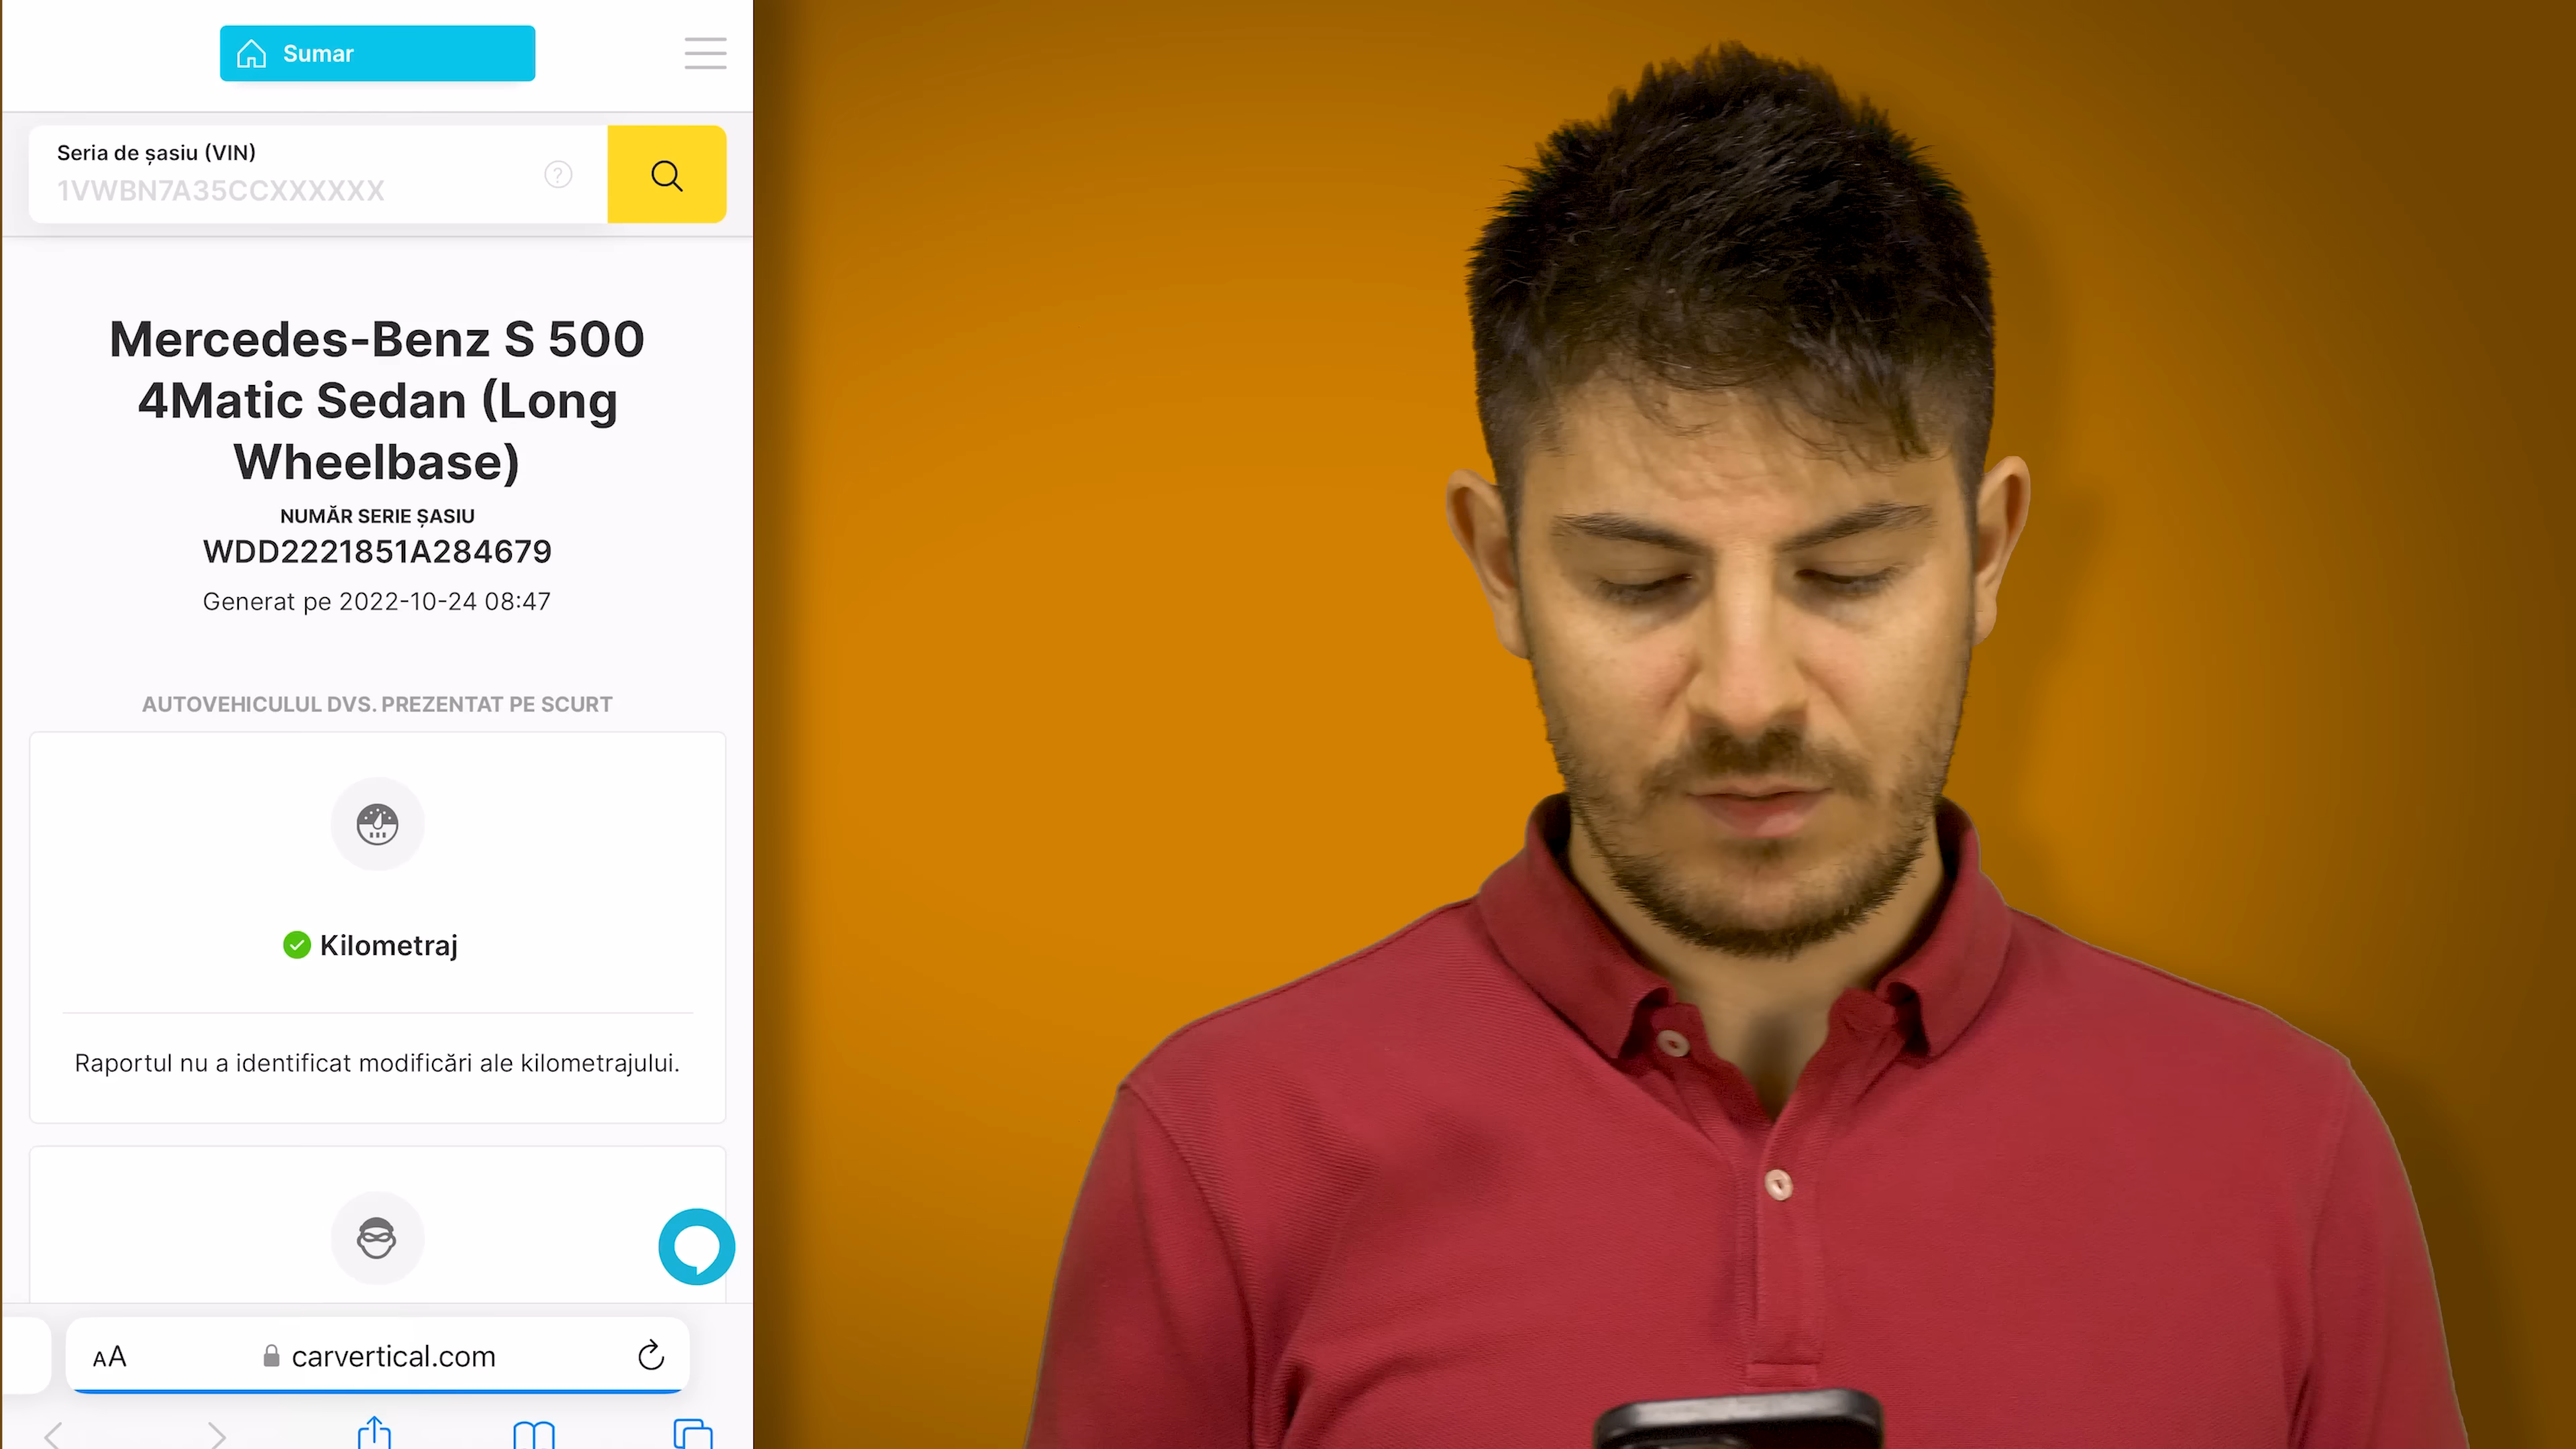 Sumar
Seria de șasiu (VIN)
1VWBN7A35CCXXXXXX
?
Mercedes-Benz S 500
4Matic Sedan (Long
Wheelbase)
NUMĂR SERIE ȘASIU
WDD2221851A284679
Generat pe 2022-10-24 08:47
AUTOVEHICULUL DVS. PREZENTAT PE SCURT
Kilometraj
Raportul nu a identificat modificări ale kilometrajului.
AA
carvertical.com